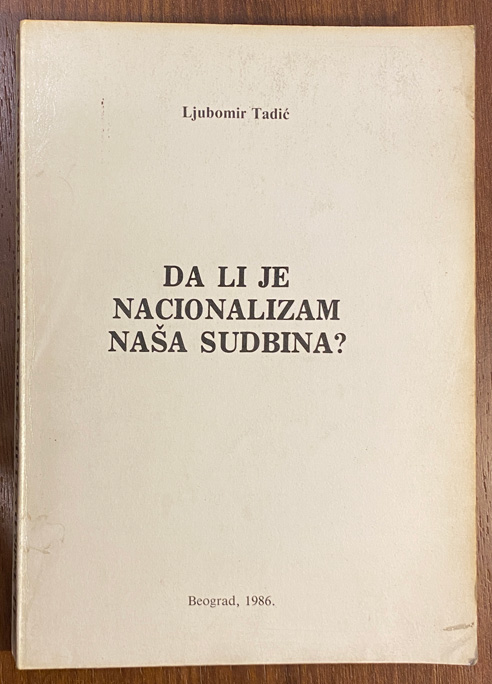 Ljubomir Tadić
DA LI JE
NACIONALIZAM
NAŠA SUDBINA?
Beograd, 1986.